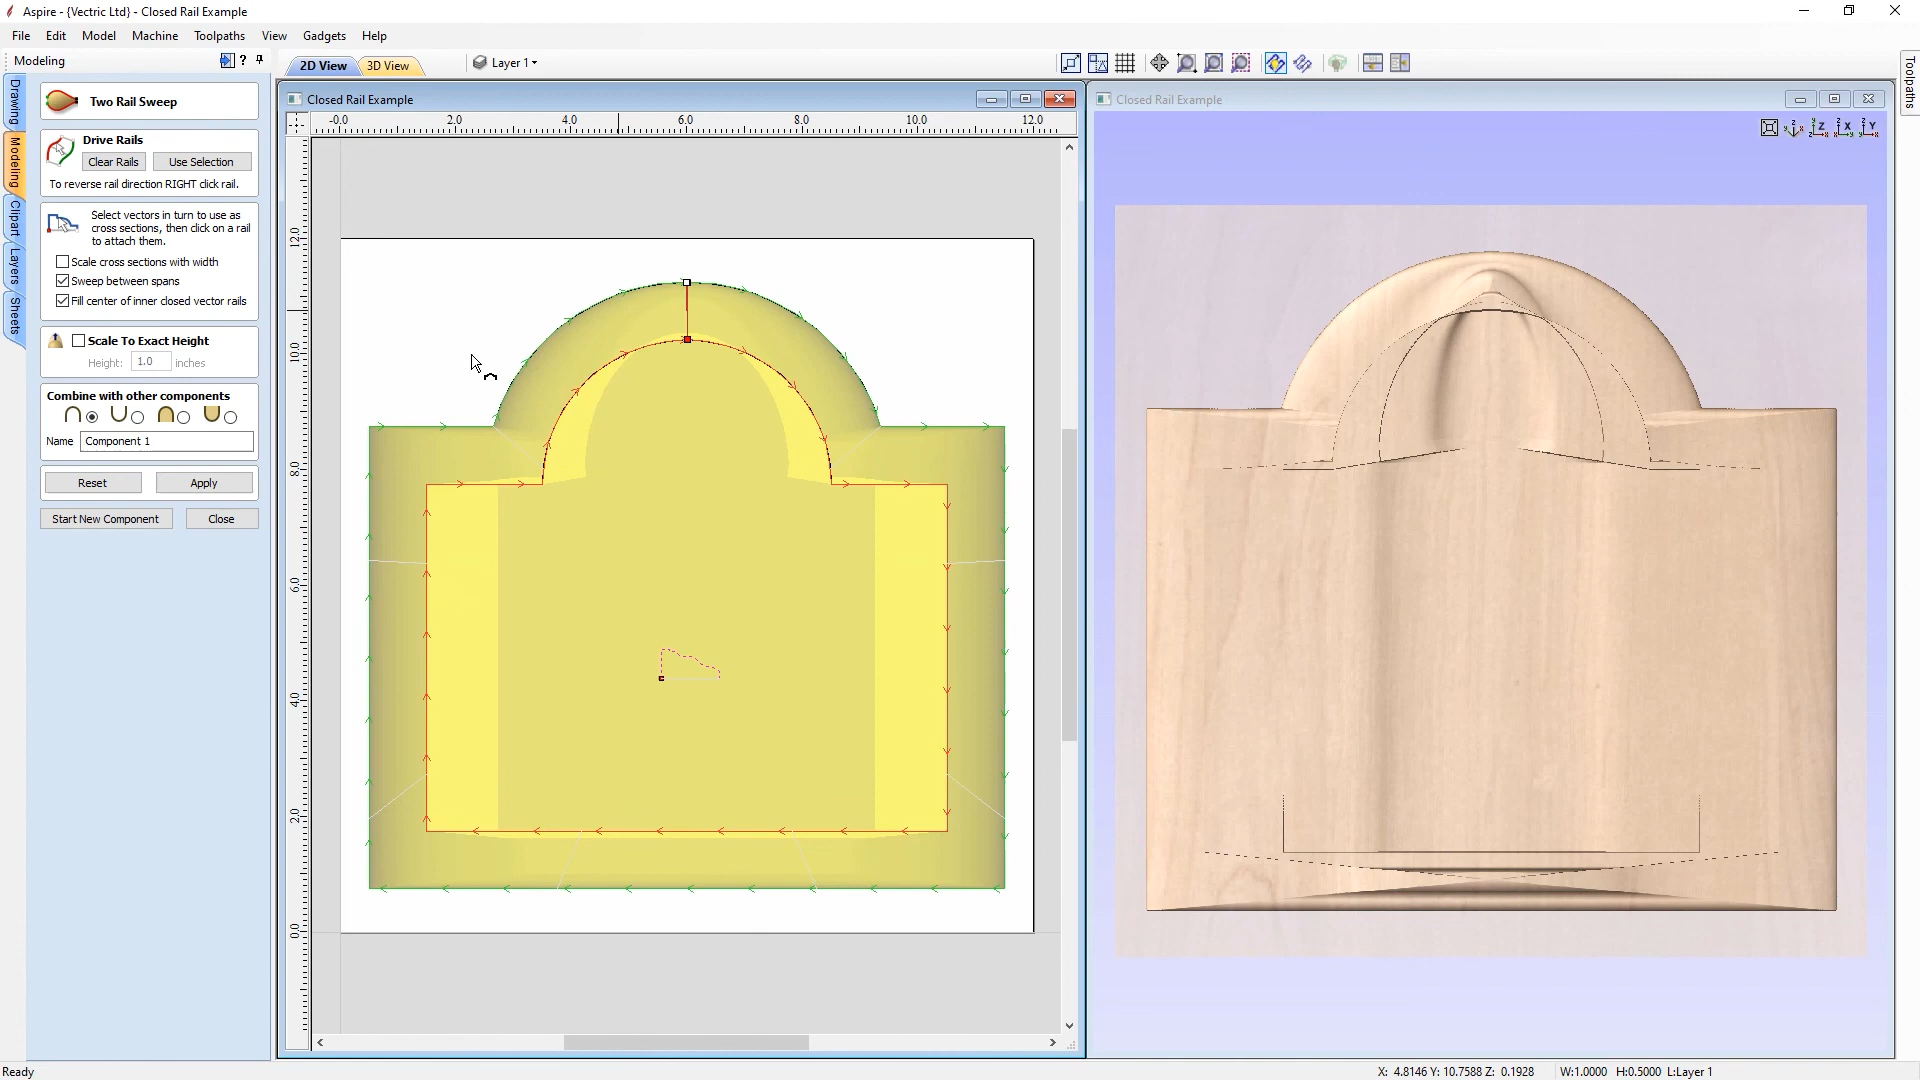 Aspire - {Vectric Ltd} - Closed Rail Example
File Edit Model Machine Toolpaths View Gadgets Help
Modeling ?
2D View 3D View Layer 1
Drawing
Modeling
Clipart
Layers
Sheets
Two Rail Sweep
Drive Rails
Clear Rails Use Selection
To reverse rail direction RIGHT click rail.
Select vectors in turn to use as
cross sections, then click on a rail
to attach them.
Scale cross sections with width
Sweep between spans
Fill center of inner closed vector rails
Scale To Exact Height
Height: 1.0 inches
Combine with other components
Name Component 1
Reset Apply
Start New Component Close
Closed Rail Example
-0.0 2.0 4.0 6.0 8.0 10.0 12.0
12.0
10.0
8.0
6.0
4.0
2.0
0.0
Closed Rail Example
Z X Y
Toolpaths
Ready
X: 4.8146 Y: 10.7588 Z: 0.1928 W:1.0000 H:0.5000 L:Layer 1